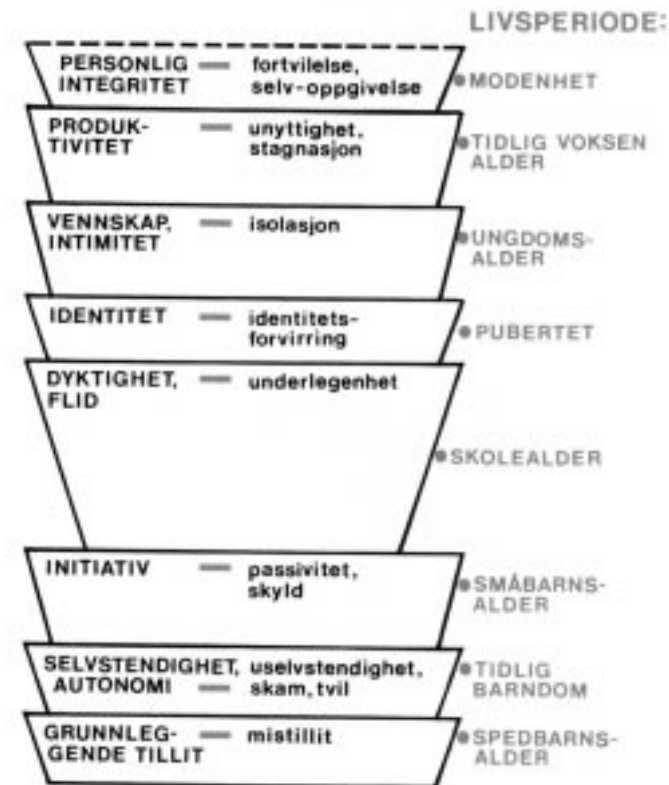 LIVSPERIODE:
PERSONLIG — fortvilelse,
INTEGRITET selv-oppgivelse
MODENHET
PRODUK- — unyttighet,
TIVITET stagnasjon
TIDLIG VOKSEN
ALDER
VENNSKAP, — isolasjon
INTIMITET
UNGDOMS-
ALDER
IDENTITET — identitets-
forvirring
PUBERTET
DYKTIGHET, — underlegenhet
FLID
SKOLEALDER
INITIATIV — passivitet,
skyld
SMÅBARNS-
ALDER
SELVSTENDIGHET, uselvstendighet,
AUTONOMI — skam, tvil
TIDLIG
BARNDOM
GRUNNLEG- — mistillit
GENDE TILLIT
SPEDBARNS-
ALDER